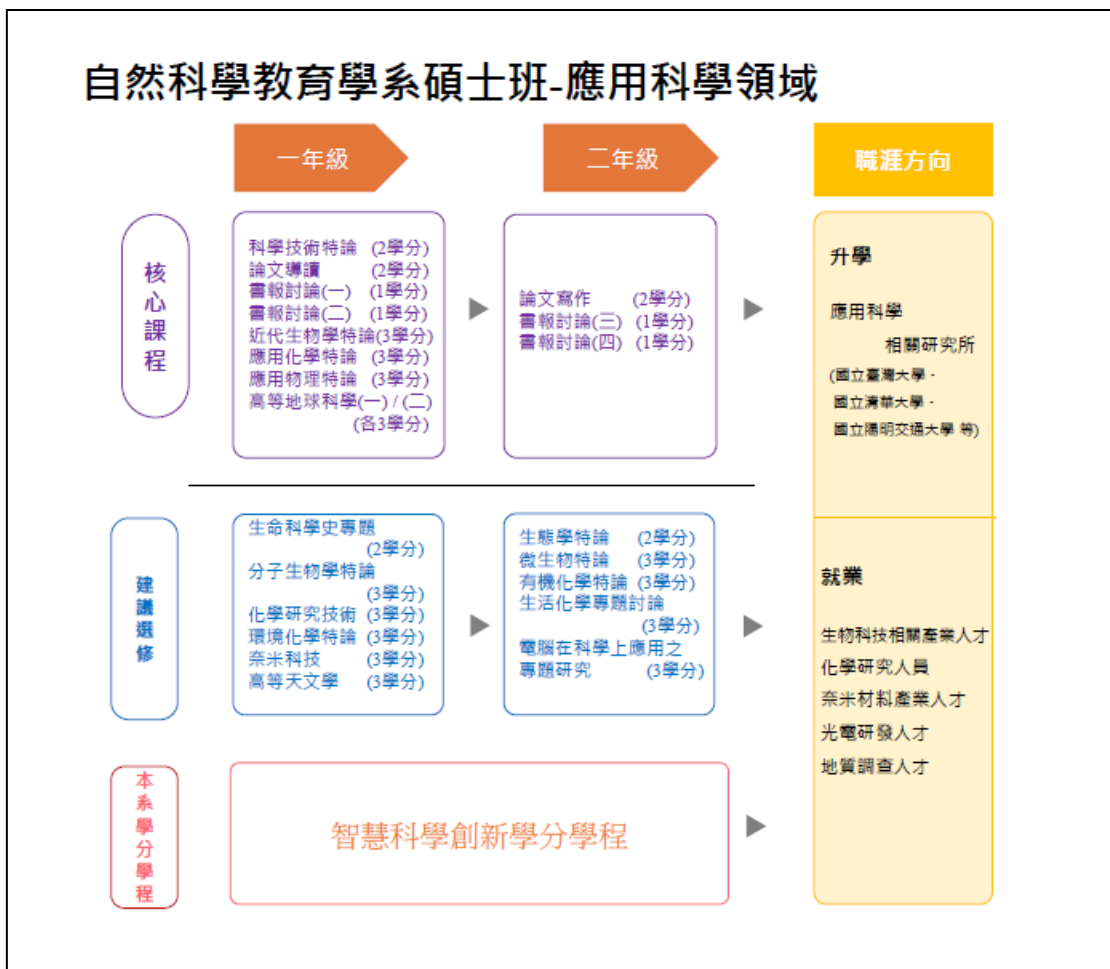 自然科學教育學系碩士班-應用科學領域
一年級
二年級
職涯方向
核
心
課
程
科學技術特論 (2學分)
論文導讀 (2學分)
書報討論(一) (1學分)
書報討論(二) (1學分)
近代生物學特論(3學分)
應用化學特論 (3學分)
應用物理特論 (3學分)
高等地球科學(一) / (二)
(各3學分)
論文寫作 (2學分)
書報討論(三) (1學分)
書報討論(四) (1學分)
升學
應用科學
相關研究所
(國立臺灣大學、
國立清華大學、
國立陽明交通大學 等)
建
議
選
修
生命科學史專題
(2學分)
分子生物學特論
(3學分)
化學研究技術 (3學分)
環境化學特論 (3學分)
奈米科技 (3學分)
高等天文學 (3學分)
生態學特論 (2學分)
微生物特論 (3學分)
有機化學特論 (3學分)
生活化學專題討論
(3學分)
電腦在科學上應用之
專題研究 (3學分)
就業
生物科技相關產業人才
化學研究人員
奈米材料產業人才
光電研發人才
地質調查人才
本
系
學
分
學
程
智慧科學創新學分學程